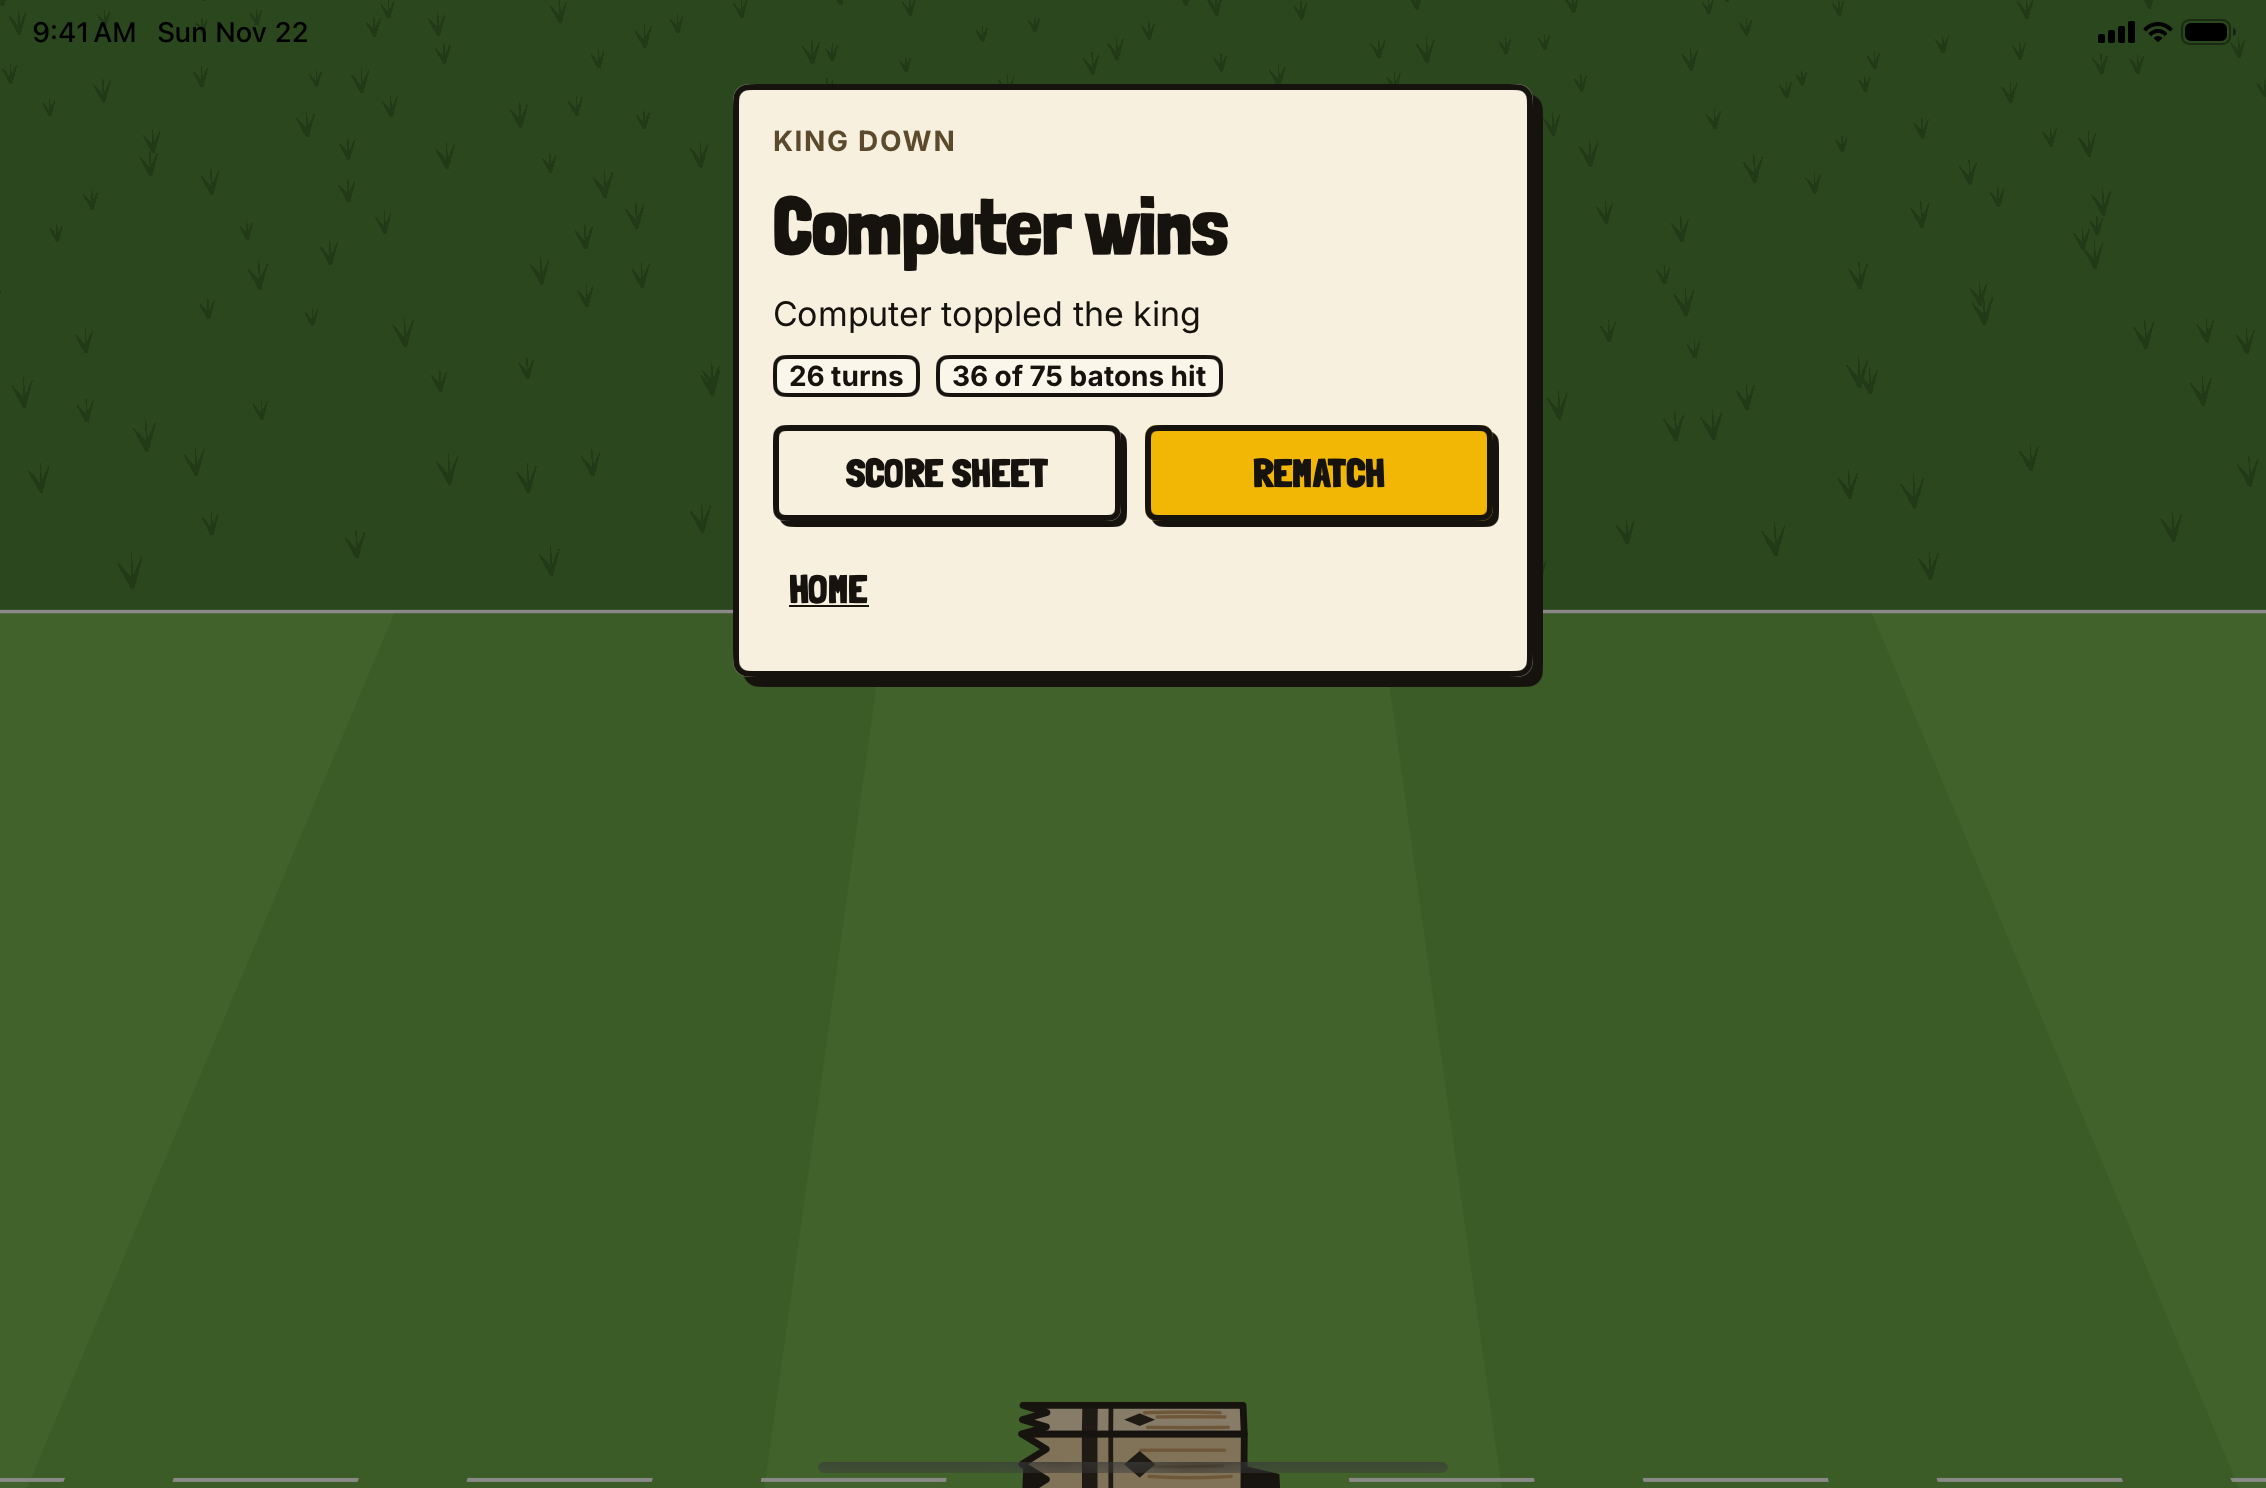 9:41 AM Sun Nov 22
KING DOWN
Computer wins
Computer toppled the king
26 turns 36 of 75 batons hit
SCORE SHEET REMATCH
HOME